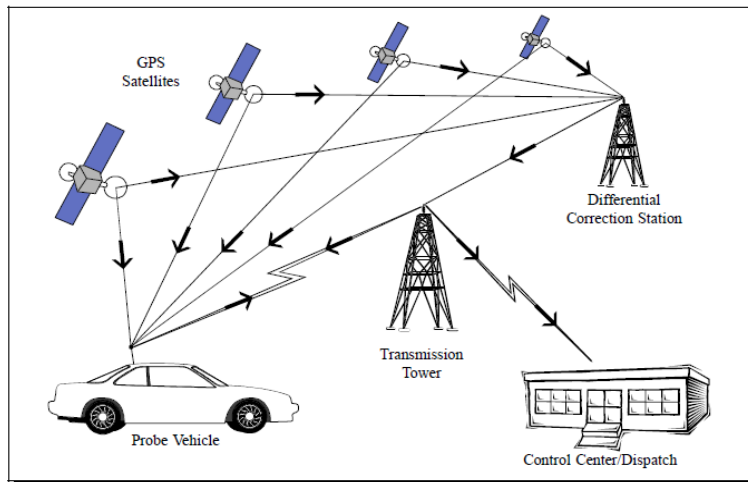 GPS
Satellites
Differential
Correction Station
Transmission
Tower
Probe Vehicle
Control Center/Dispatch